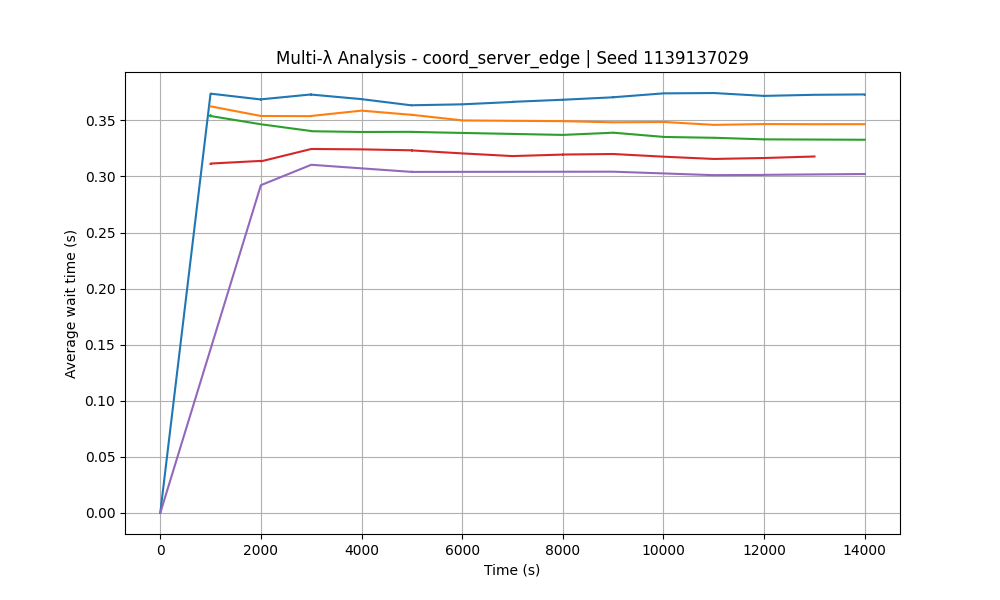 Multi-λ Analysis - coord_server_edge | Seed 1139137029
Average wait time (s)
0.35
0.30
0.25
0.20
0.15
0.10
0.05
0.00
0 2000 4000 6000 8000 10000 12000 14000
Time (s)